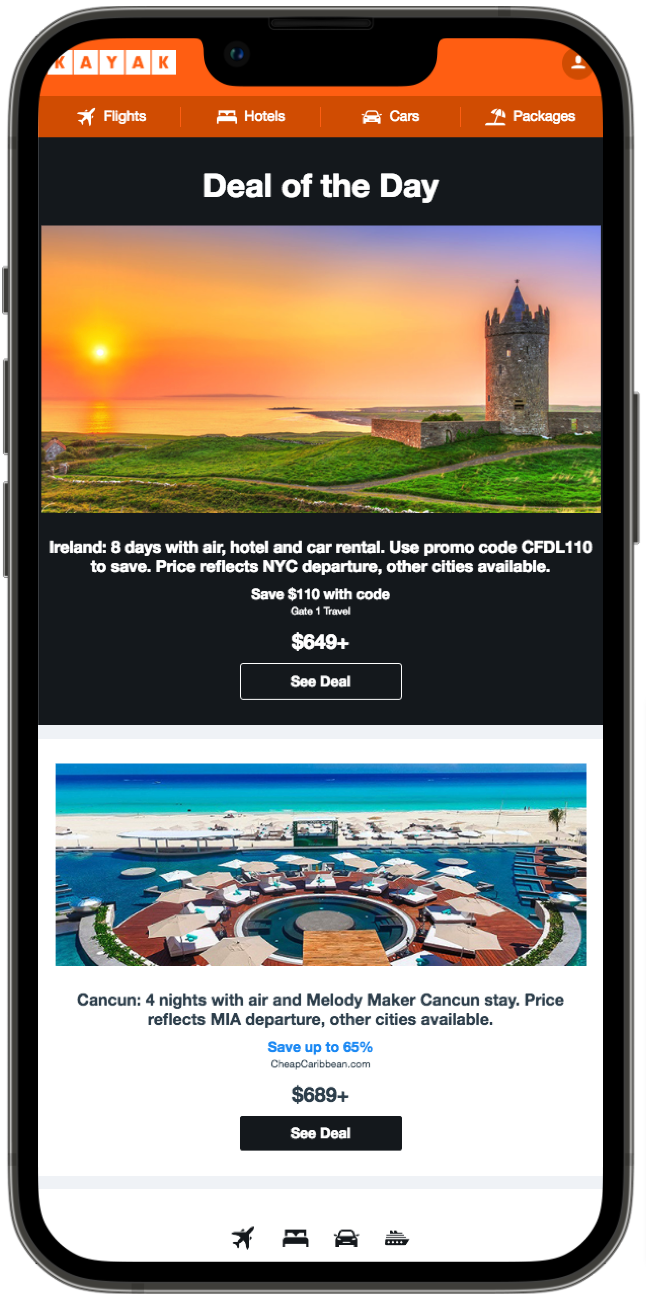 KAYAK
Flights Hotels Cars Packages
Deal of the Day
Ireland: 8 days with air, hotel and car rental. Use promo code CFDL110
to save. Price reflects NYC departure, other cities available.
Save $110 with code
Gate 1 Travel
$649+
See Deal
Cancun: 4 nights with air and Melody Maker Cancun stay. Price
reflects MIA departure, other cities available.
Save up to 65%
CheapCaribbean.com
$689+
See Deal